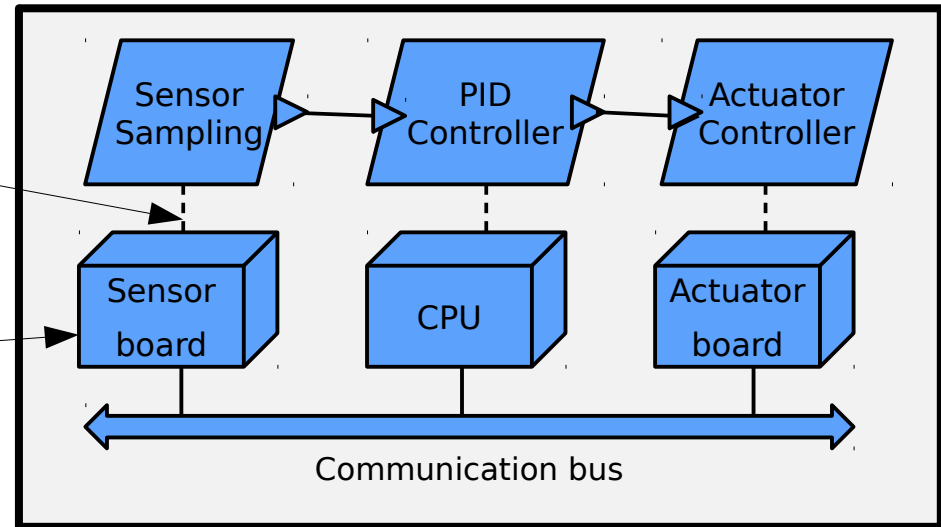 Sensor
Sampling
PID
Controller
Actuator
Controller
Sensor
board
CPU
Actuator
board
Communication bus